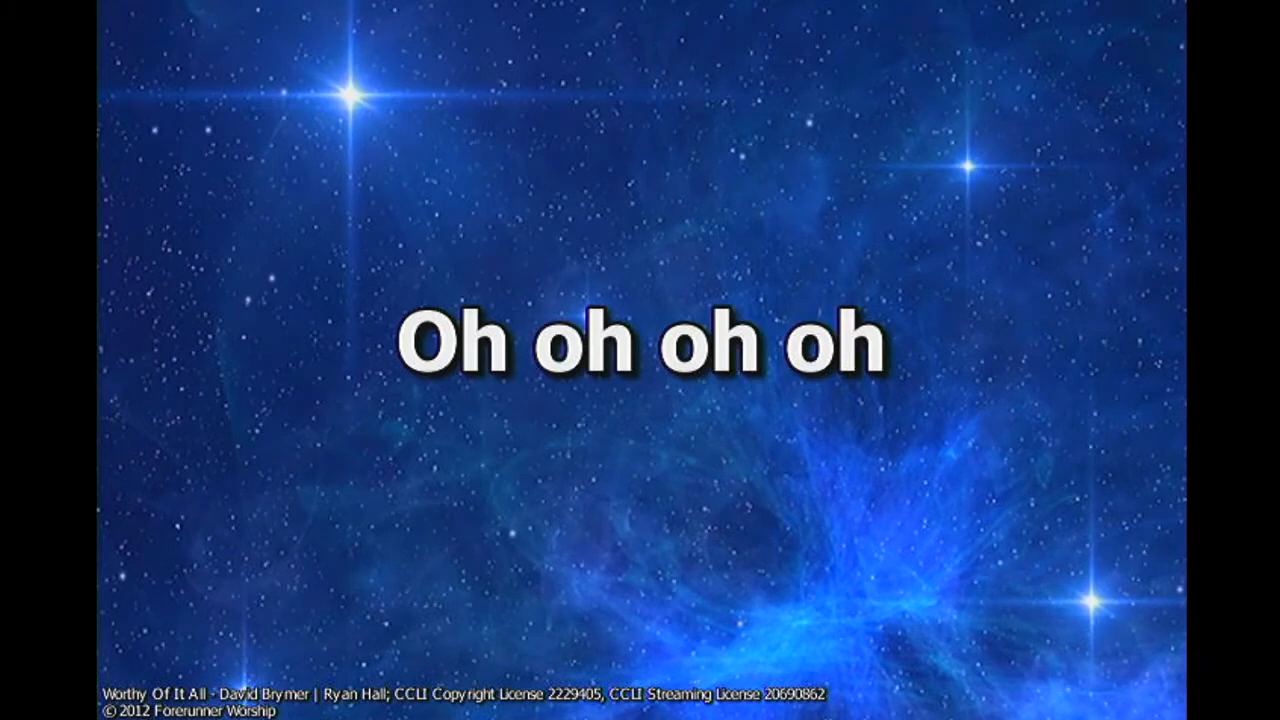 Oh oh oh oh
Worthy Of It All - David Brymer | Ryan Hall; CCLI Copyright License 2229405, CCLI Streaming License 20690862
© 2012 Forerunner Worship